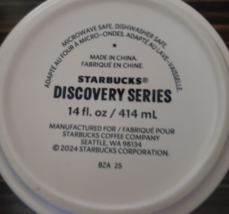 MICROWAVE SAFE. DISHWASHER SAFE.
ADAPTÉ AU FOUR À MICRO-ONDES. ADAPTÉ AU LAVE-VAISSELLE.
MADE IN CHINA.
FABRIQUÉ EN CHINE.
STARBUCKS®
DISCOVERY SERIES
14 fl. oz / 414 mL
MANUFACTURED FOR / FABRIQUÉ POUR
STARBUCKS COFFEE COMPANY
SEATTLE, WA 98134
© 2024 STARBUCKS CORPORATION.
BZA 25